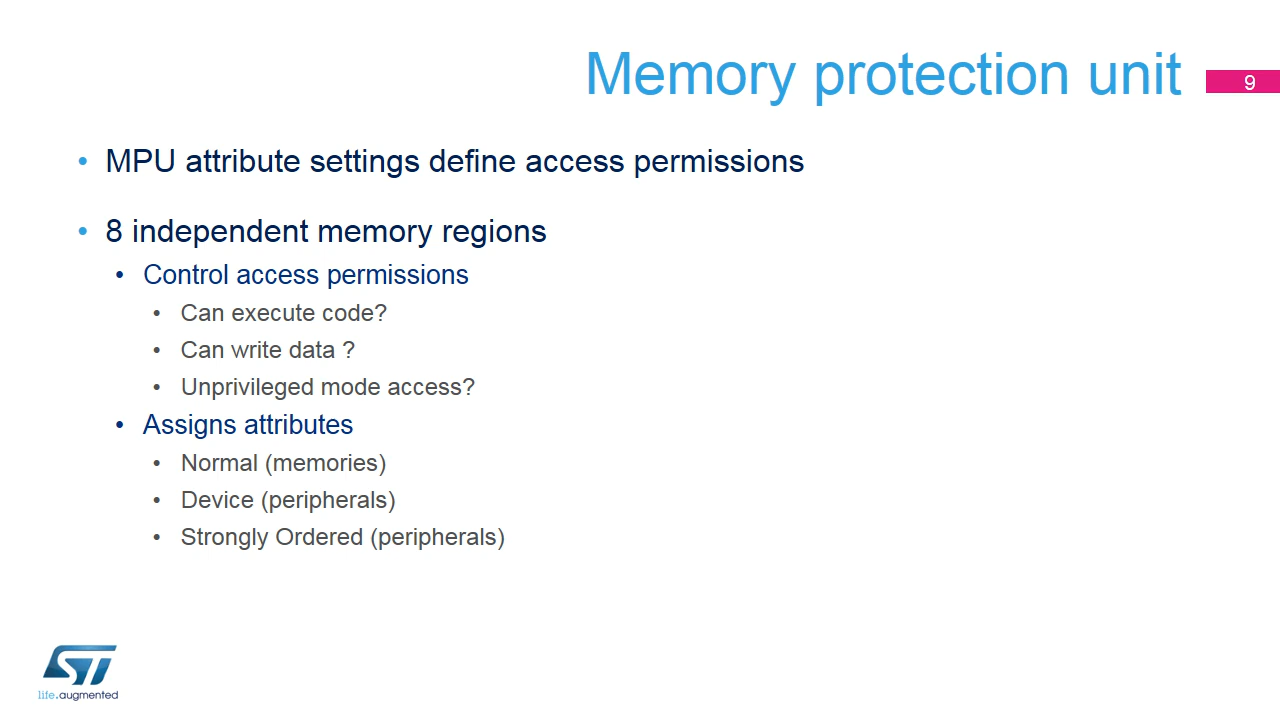 Memory protection unit
9
• MPU attribute settings define access permissions
• 8 independent memory regions
• Control access permissions
• Can execute code?
• Can write data ?
• Unprivileged mode access?
• Assigns attributes
• Normal (memories)
• Device (peripherals)
• Strongly Ordered (peripherals)
ST
life.augmented